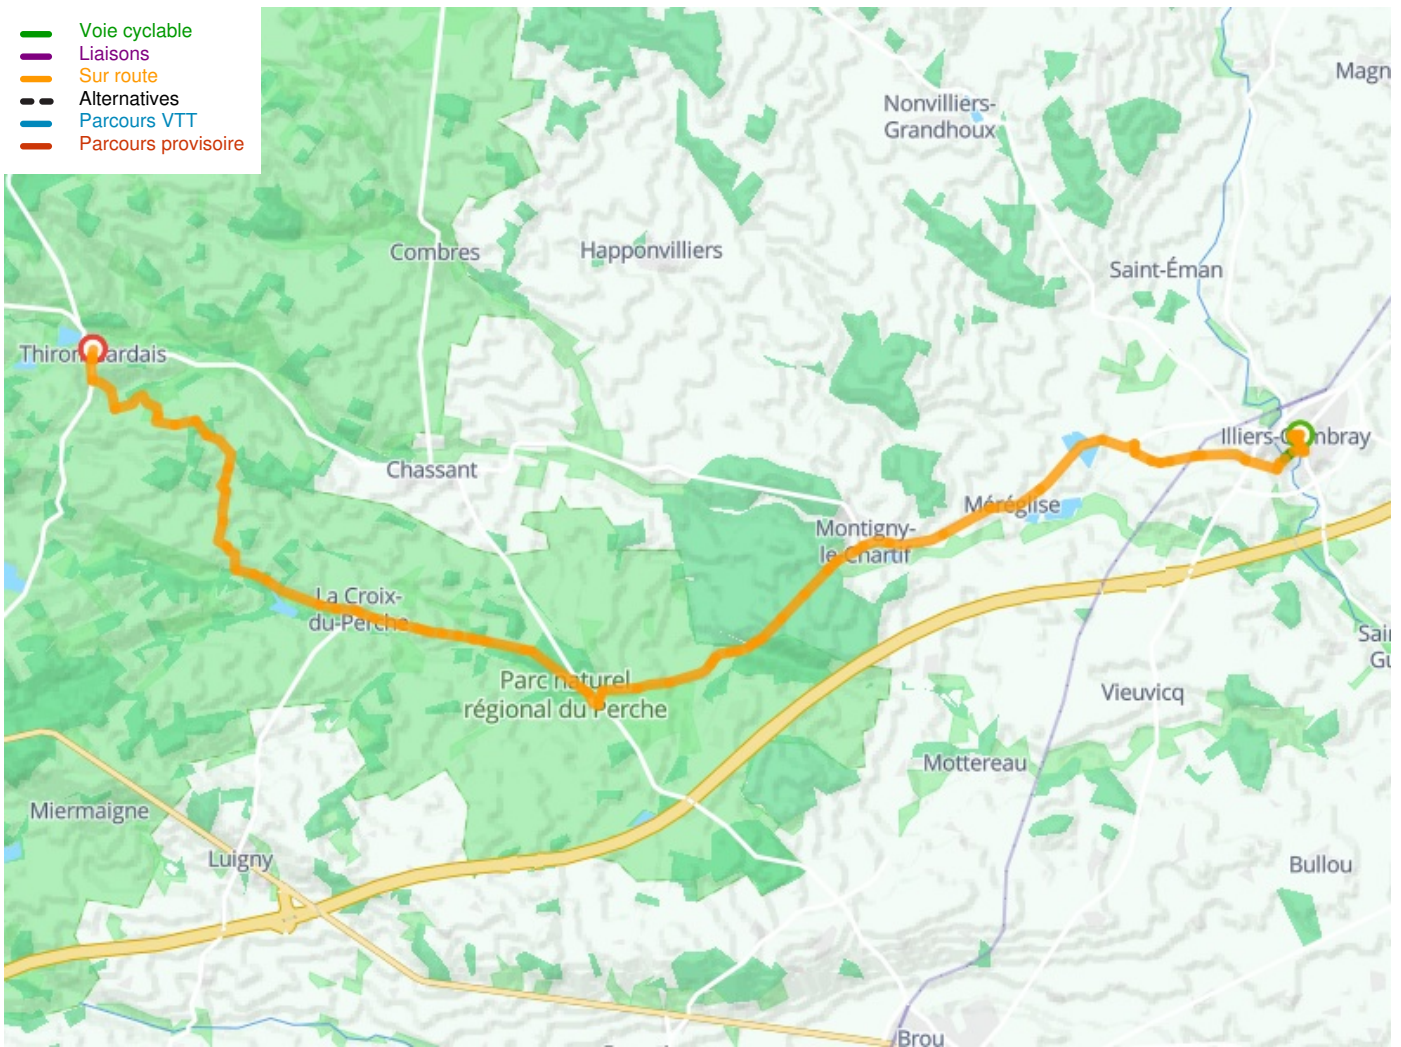 Voie cyclable
Liaisons
Sur route
Alternatives
Parcours VTT
Parcours provisoire
Magn
Nonvilliers-
Grandhoux
Combres
Happonvilliers
Saint-Éman
Thiron Gardais
Illiers-Combray
Chassant
Méréglise
Montigny-
le-Chartif
La Croix-
du-Perche
Sai
Gu
Parc naturel
régional du Perche
Vieuvicq
Mottereau
Miermaigne
Luigny
Bullou
Brou